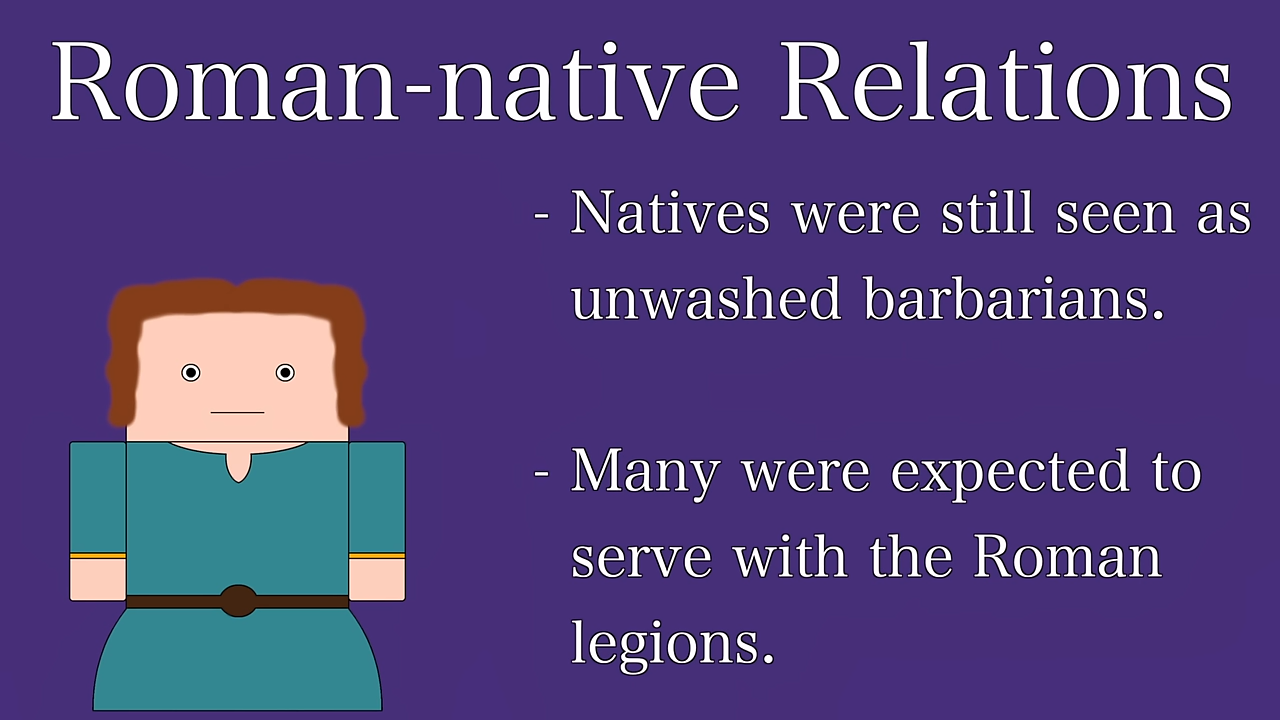 Roman-native Relations
- Natives were still seen as
unwashed barbarians.
- Many were expected to
serve with the Roman
legions.